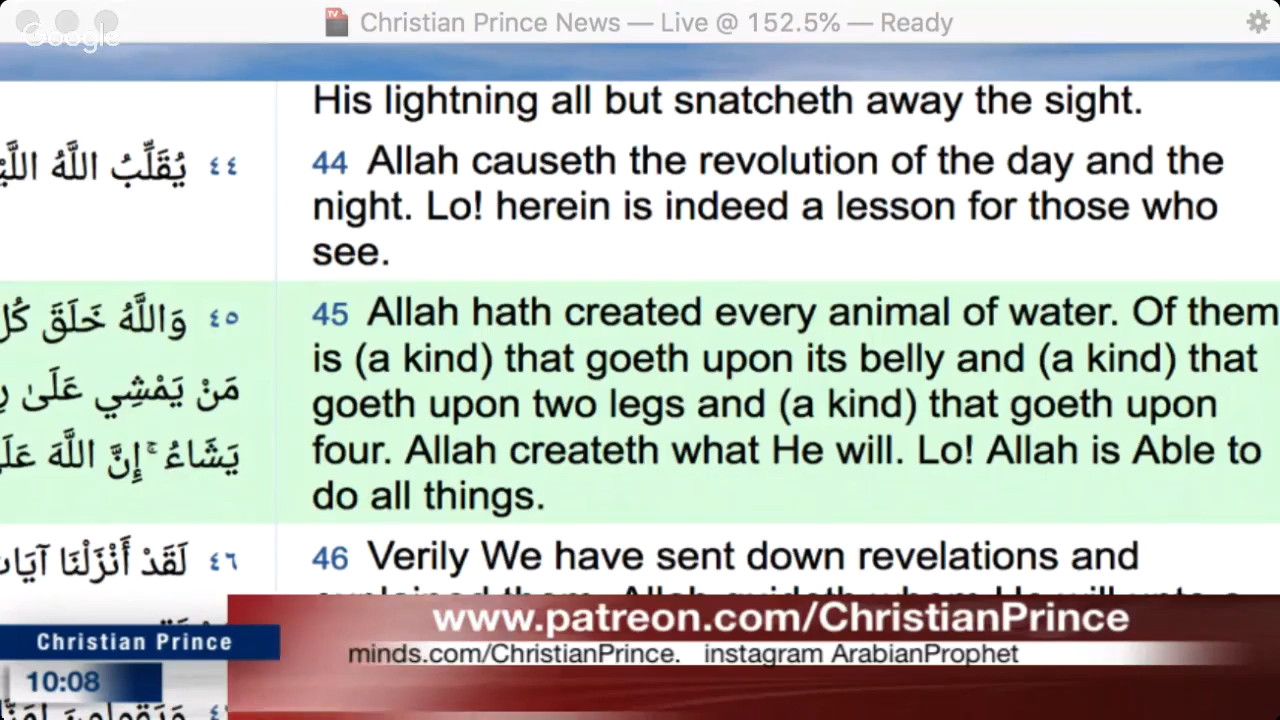 Christian Prince News — Live @ 152.5% — Ready
Google
His lightning all but snatcheth away the sight.
٤٤ يُقَلِّبُ اللَّهُ
44 Allah causeth the revolution of the day and the
night. Lo! herein is indeed a lesson for those who
see.
٤٥ وَاللَّهُ خَلَقَ
مَنْ يَمْشِي عَلَىٰ
يَشَاءُ ۚ إِنَّ اللَّهَ
45 Allah hath created every animal of water. Of them
is (a kind) that goeth upon its belly and (a kind) that
goeth upon two legs and (a kind) that goeth upon
four. Allah createth what He will. Lo! Allah is Able to
do all things.
٤٦ لَقَدْ أَنْزَلْنَا
46 Verily We have sent down revelations and
www.patreon.com/ChristianPrince
Christian Prince
minds.com/ChristianPrince. instagram ArabianProphet
10:08